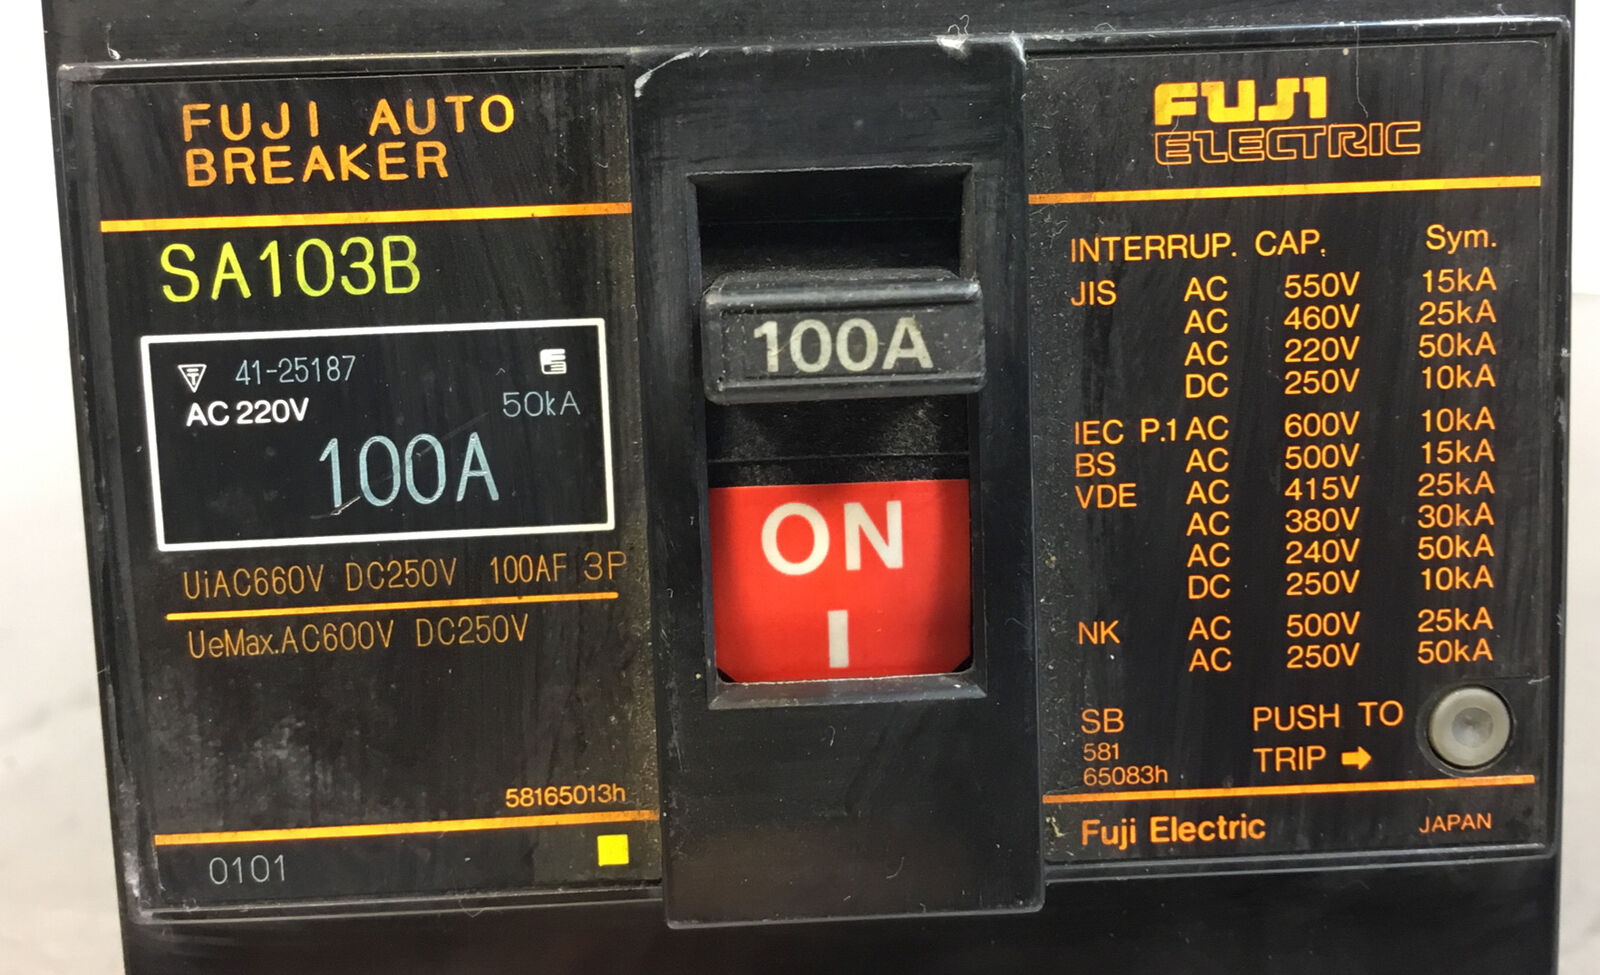 FUJI AUTO
BREAKER
SA103B
41-25187
AC 220V 50kA
100A
UiAC660V DC250V 100AF 3P
UeMax.AC600V DC250V
58165013h
0101
100A
ON
I
FUJI
ELECTRIC
INTERRUP. CAP. Sym.
JIS AC 550V 15kA
AC 460V 25kA
AC 220V 50kA
DC 250V 10kA
IEC P.1 AC 600V 10kA
BS AC 500V 15kA
VDE AC 415V 25kA
AC 380V 30kA
AC 240V 50kA
DC 250V 10kA
NK AC 500V 25kA
AC 250V 50kA
SB PUSH TO
581 TRIP
65083h
Fuji Electric JAPAN